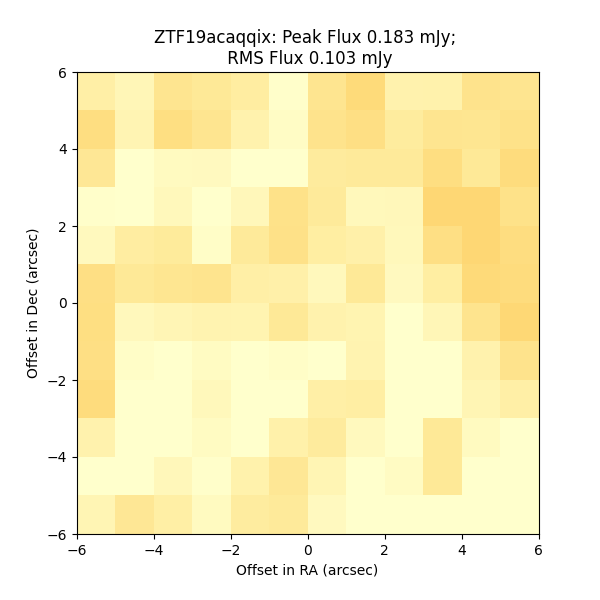 ZTF19acaqqix: Peak Flux 0.183 mJy;
RMS Flux 0.103 mJy
6
4
2
0
−2
−4
−6
Offset in Dec (arcsec)
−6 −4 −2 0 2 4 6
Offset in RA (arcsec)